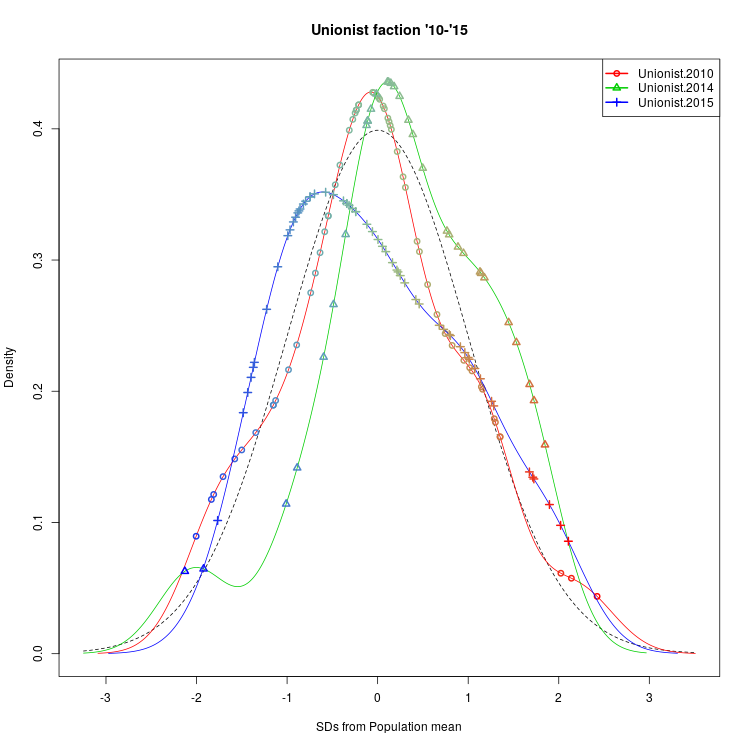 Unionist faction '10-'15
Unionist.2010
Unionist.2014
Unionist.2015
Density
0.4
0.3
0.2
0.1
0.0
-3 -2 -1 0 1 2 3
SDs from Population mean